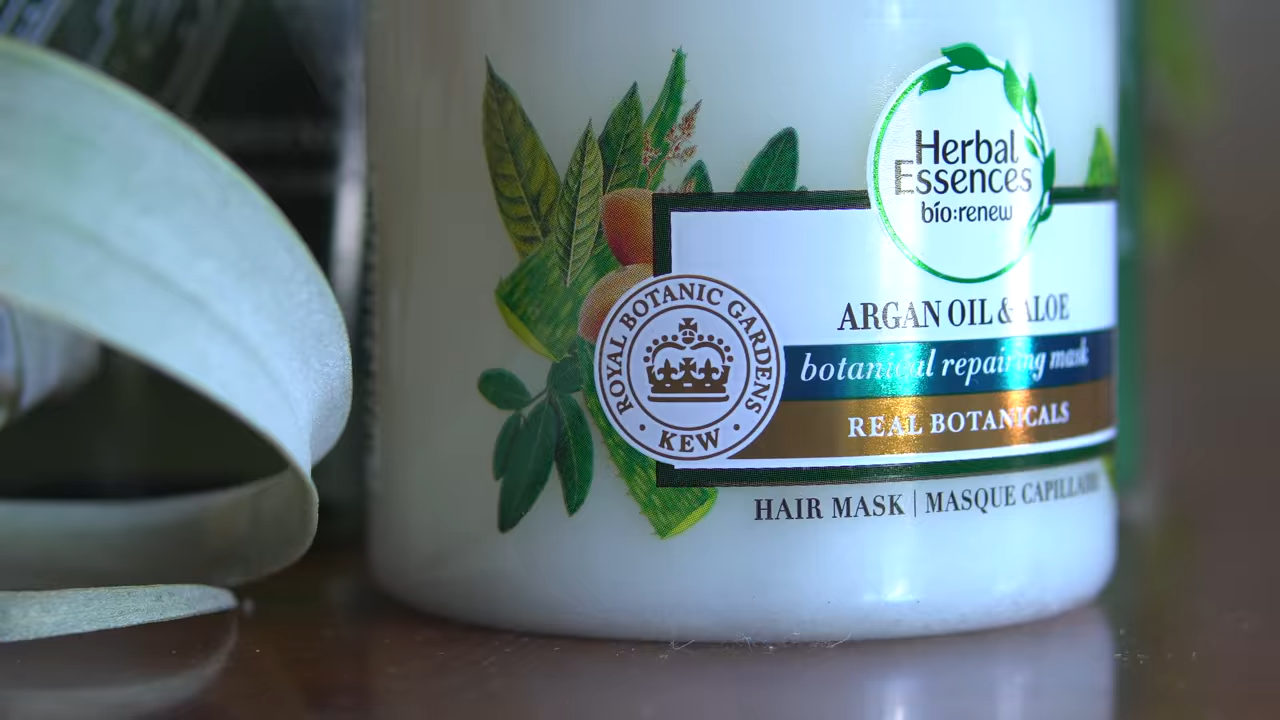 Herbal
Essences
bío:renew
ARGAN OIL & ALOE
botanical repairing mask
REAL BOTANICALS
ROYAL BOTANIC GARDENS
· KEW ·
HAIR MASK | MASQUE CAPILLAIRE